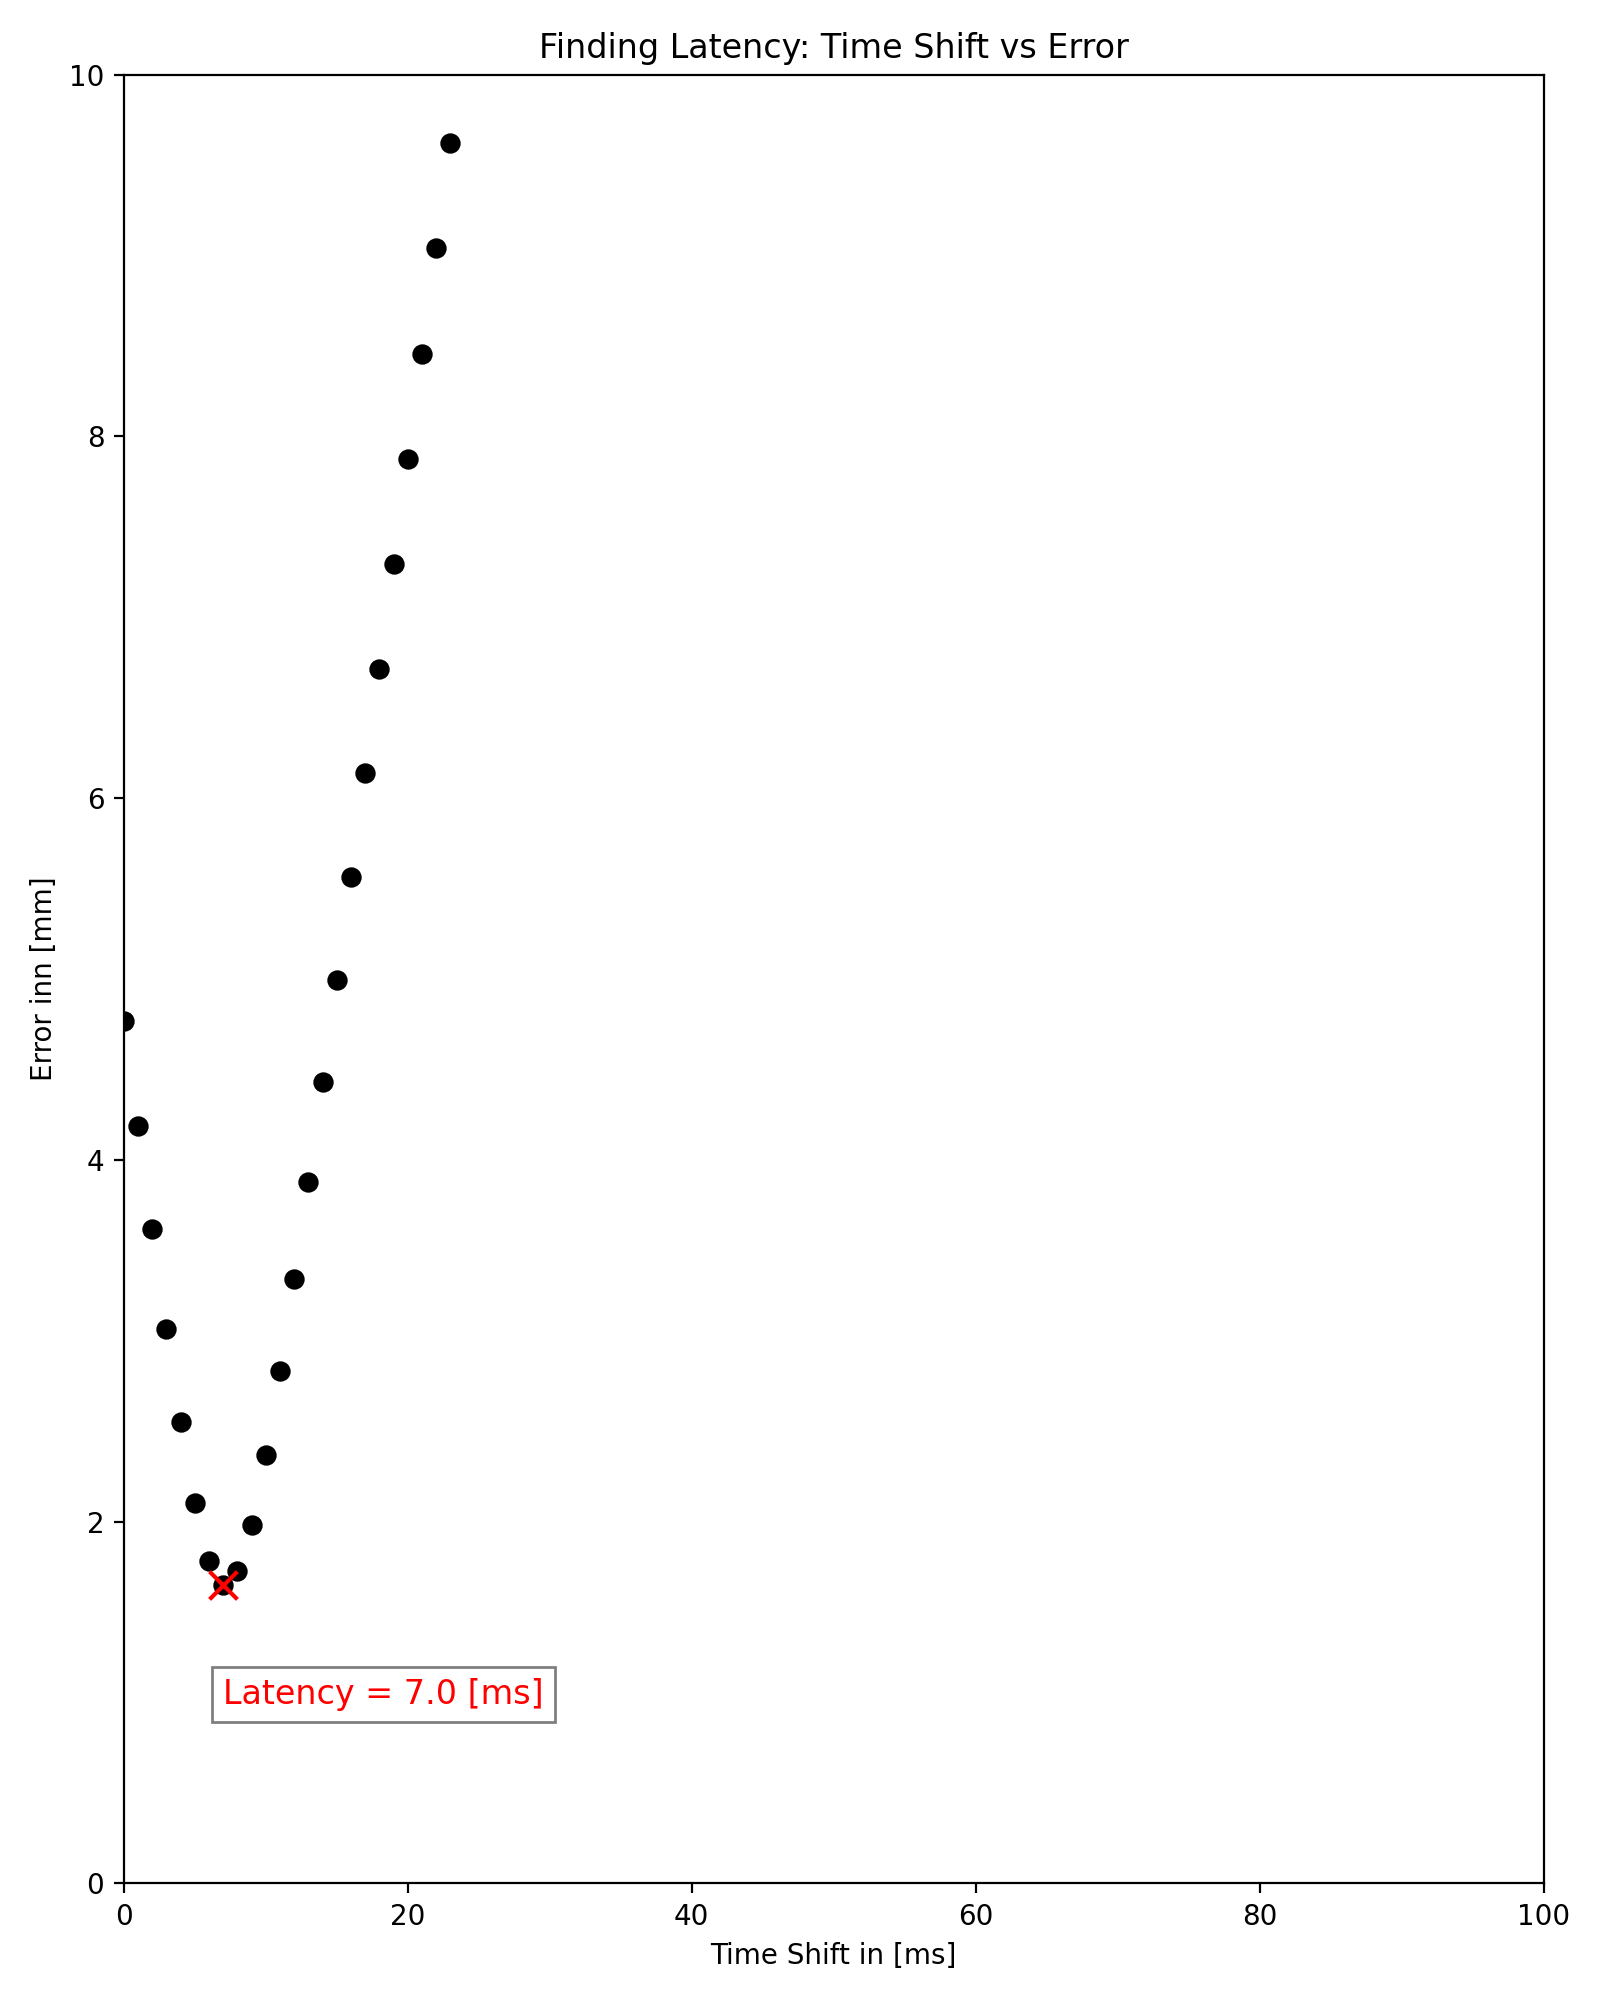 Finding Latency: Time Shift vs Error
10
8
6
4
2
0
Error inn [mm]
Latency = 7.0 [ms]
0 20 40 60 80 100
Time Shift in [ms]